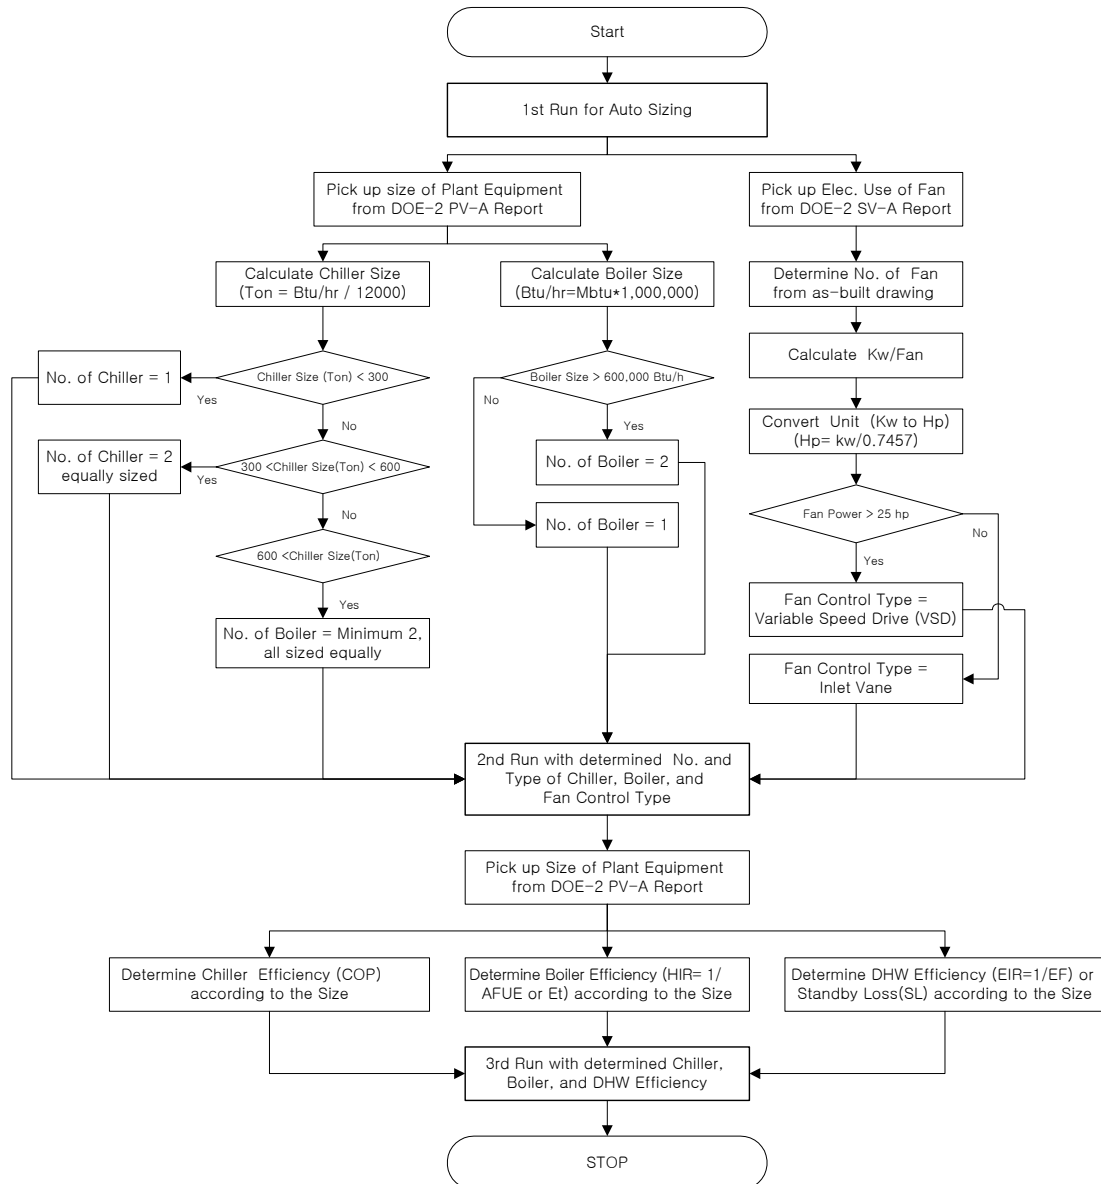 Start
1st Run for Auto Sizing
Pick up size of Plant Equipment
from DOE-2 PV-A Report
Pick up Elec. Use of Fan
from DOE-2 SV-A Report
Calculate Chiller Size
(Ton = Btu/hr / 12000)
Calculate Boiler Size
(Btu/hr=Mbtu*1,000,000)
Determine No. of Fan
from as-built drawing
No. of Chiller = 1
Yes
Chiller Size (Ton) < 300
No
Boiler Size > 600,000 Btu/h
No
Yes
Calculate Kw/Fan
Convert Unit (Kw to Hp)
(Hp= kw/0.7457)
No. of Chiller = 2
equally sized
Yes
300 <Chiller Size(Ton) < 600
No
No. of Boiler = 2
No. of Boiler = 1
Fan Power > 25 hp
No
Yes
600 <Chiller Size(Ton)
Yes
No. of Boiler = Minimum 2,
all sized equally
Fan Control Type =
Variable Speed Drive (VSD)
Fan Control Type =
Inlet Vane
2nd Run with determined No. and
Type of Chiller, Boiler, and
Fan Control Type
Pick up Size of Plant Equipment
from DOE-2 PV-A Report
Determine Chiller Efficiency (COP)
according to the Size
Determine Boiler Efficiency (HIR= 1/
AFUE or Et) according to the Size
Determine DHW Efficiency (EIR=1/EF) or
Standby Loss(SL) according to the Size
3rd Run with determined Chiller,
Boiler, and DHW Efficiency
STOP